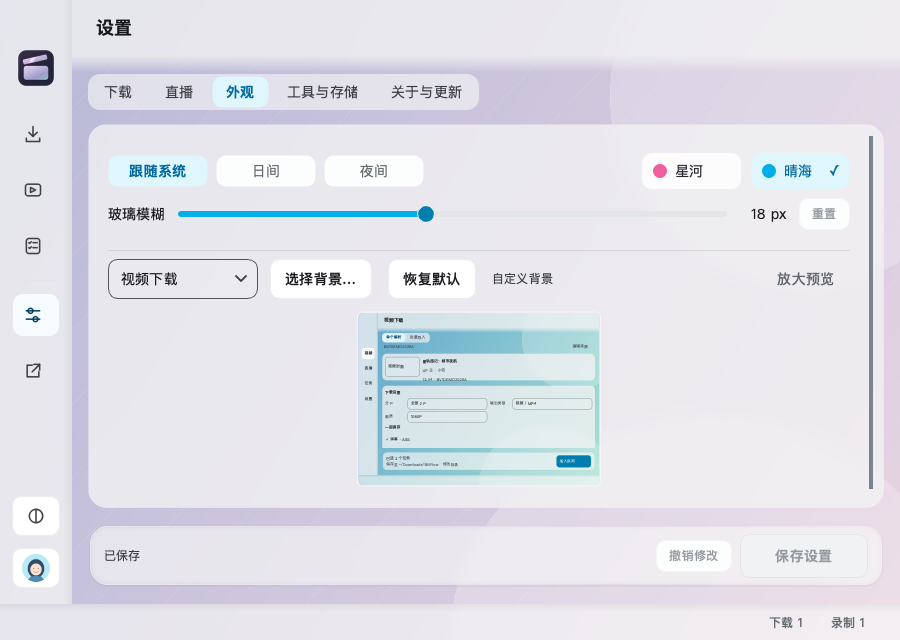 设置
下载 直播 外观 工具与存储 关于与更新
跟随系统 日间 夜间 星河 晴海 ✓
玻璃模糊 18 px 重置
视频下载 选择背景... 恢复默认 自定义背景 放大预览
视频下载
已保存 撤销修改 保存设置
下载 1 录制 1